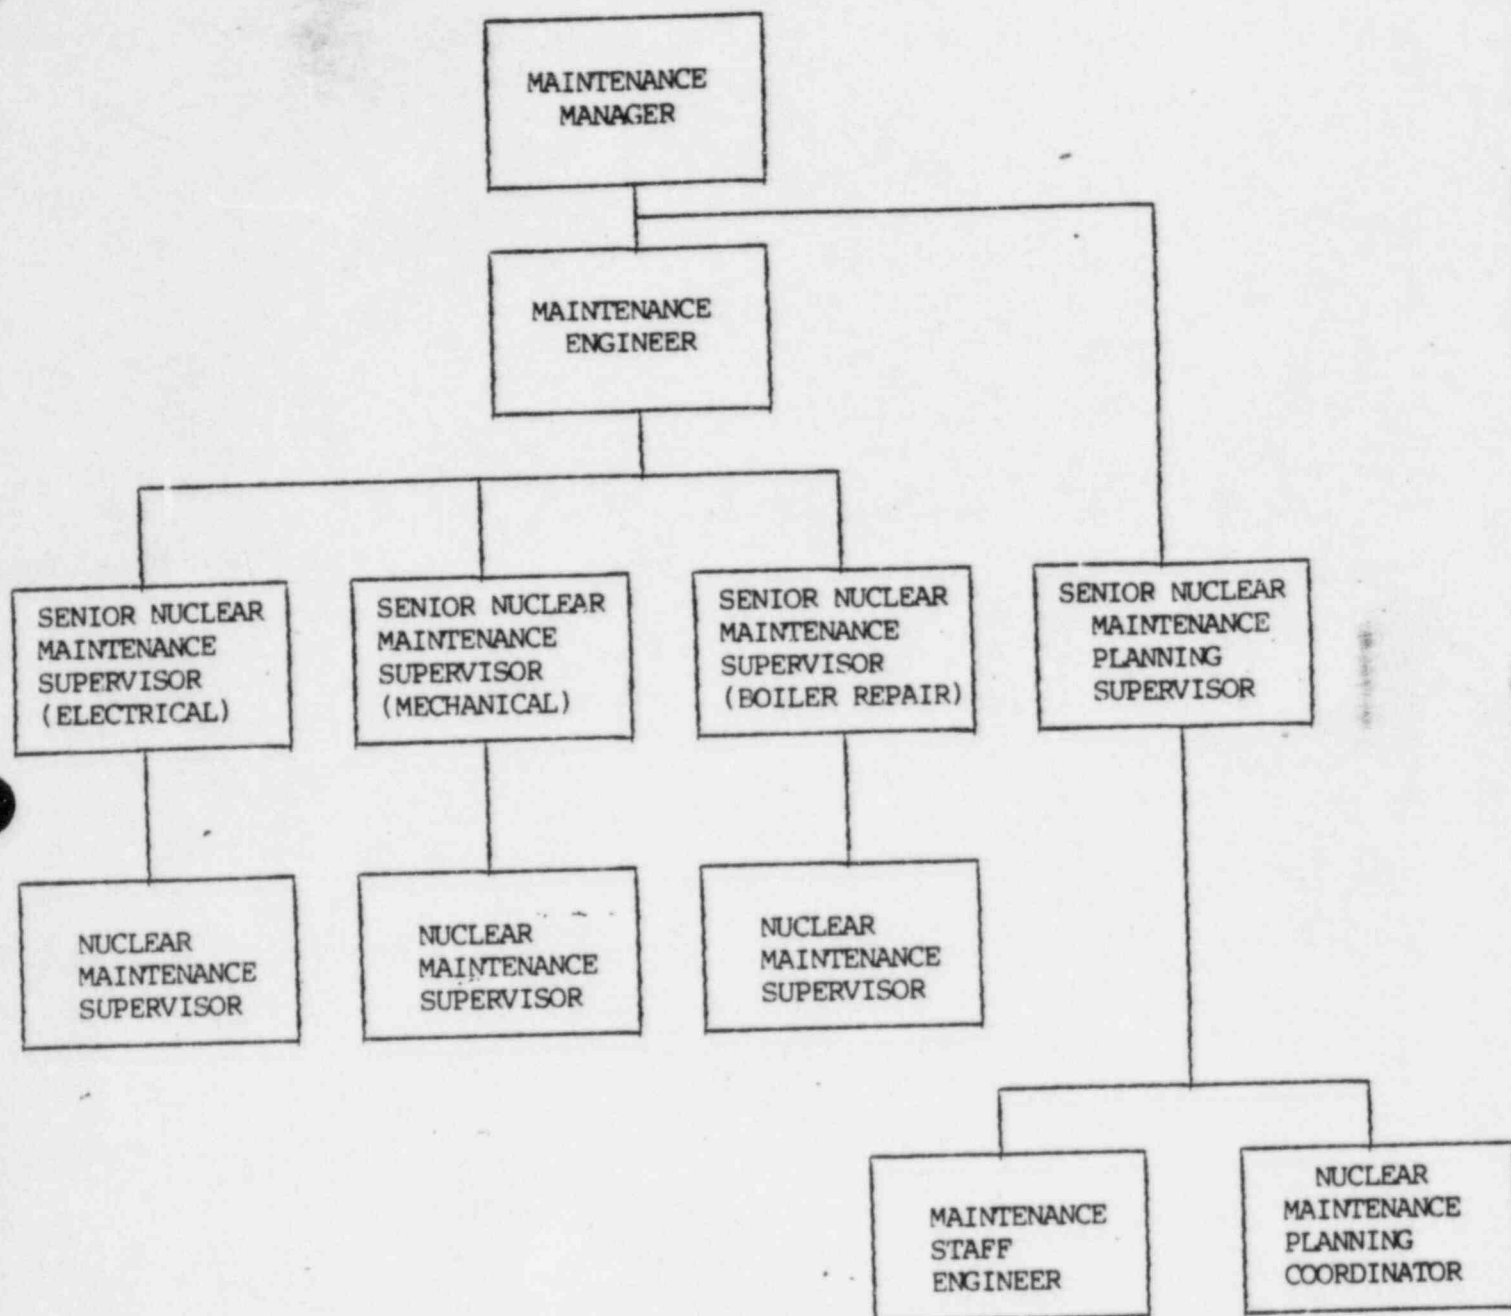 MAINTENANCE
MANAGER
MAINTENANCE
ENGINEER
SENIOR NUCLEAR
MAINTENANCE
SUPERVISOR
(ELECTRICAL)
SENIOR NUCLEAR
MAINTENANCE
SUPERVISOR
(MECHANICAL)
SENIOR NUCLEAR
MAINTENANCE
SUPERVISOR
(BOILER REPAIR)
SENIOR NUCLEAR
MAINTENANCE
PLANNING
SUPERVISOR
NUCLEAR
MAINTENANCE
SUPERVISOR
NUCLEAR
MAINTENANCE
SUPERVISOR
NUCLEAR
MAINTENANCE
SUPERVISOR
MAINTENANCE
STAFF
ENGINEER
NUCLEAR
MAINTENANCE
PLANNING
COORDINATOR